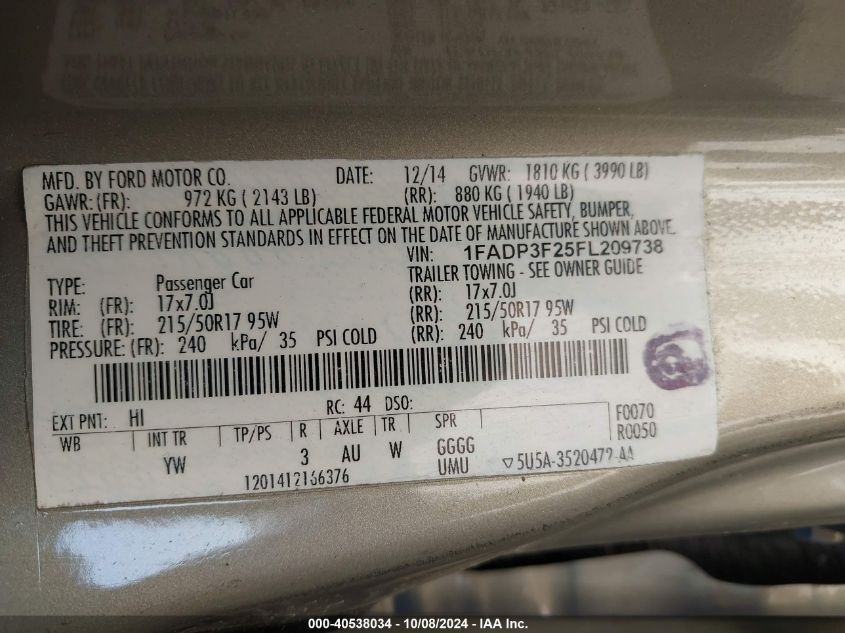 MFD. BY FORD MOTOR CO. DATE: 12/14 GVWR: 1810 KG ( 3990 LB)
GAWR: (FR): 972 KG ( 2143 LB) (RR): 880 KG ( 1940 LB)
THIS VEHICLE CONFORMS TO ALL APPLICABLE FEDERAL MOTOR VEHICLE SAFETY, BUMPER,
AND THEFT PREVENTION STANDARDS IN EFFECT ON THE DATE OF MANUFACTURE SHOWN ABOVE.
VIN: 1FADP3F25FL209738
TYPE: Passenger Car TRAILER TOWING - SEE OWNER GUIDE
RIM: (FR): 17x7.0J (RR): 17x7.0J
TIRE: (FR): 215/50R17 95W (RR): 215/50R17 95W
PRESSURE: (FR): 240 kPa/ 35 PSI COLD (RR): 240 kPa/ 35 PSI COLD
EXT PNT: HI RC: 44 DSO: F0070
WB INT TR TP/PS R AXLE TR SPR R0050
YW 3 AU W GGGG
UMU ▽5U5A-3520472-AA
1201412166376
000-40538034 - 10/08/2024 - IAA Inc.